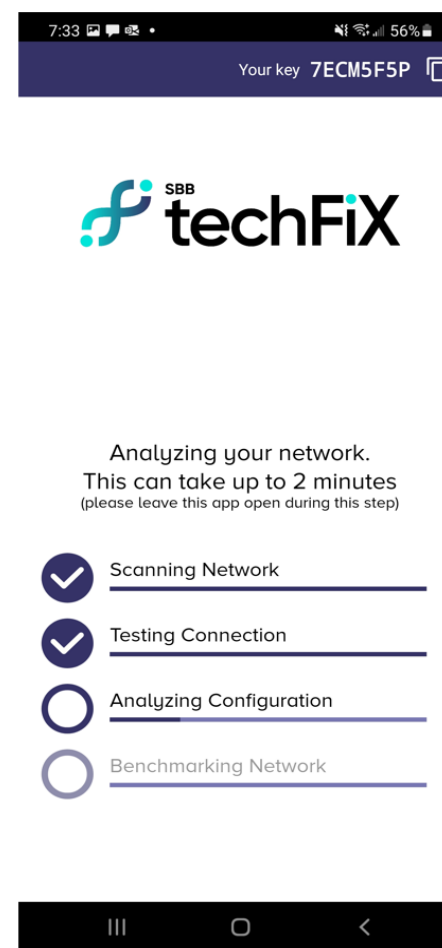 7:33 56%
Your key 7ECM5F5P
SBB
techFiX
Analyzing your network.
This can take up to 2 minutes
(please leave this app open during this step)
Scanning Network
Testing Connection
Analyzing Configuration
Benchmarking Network